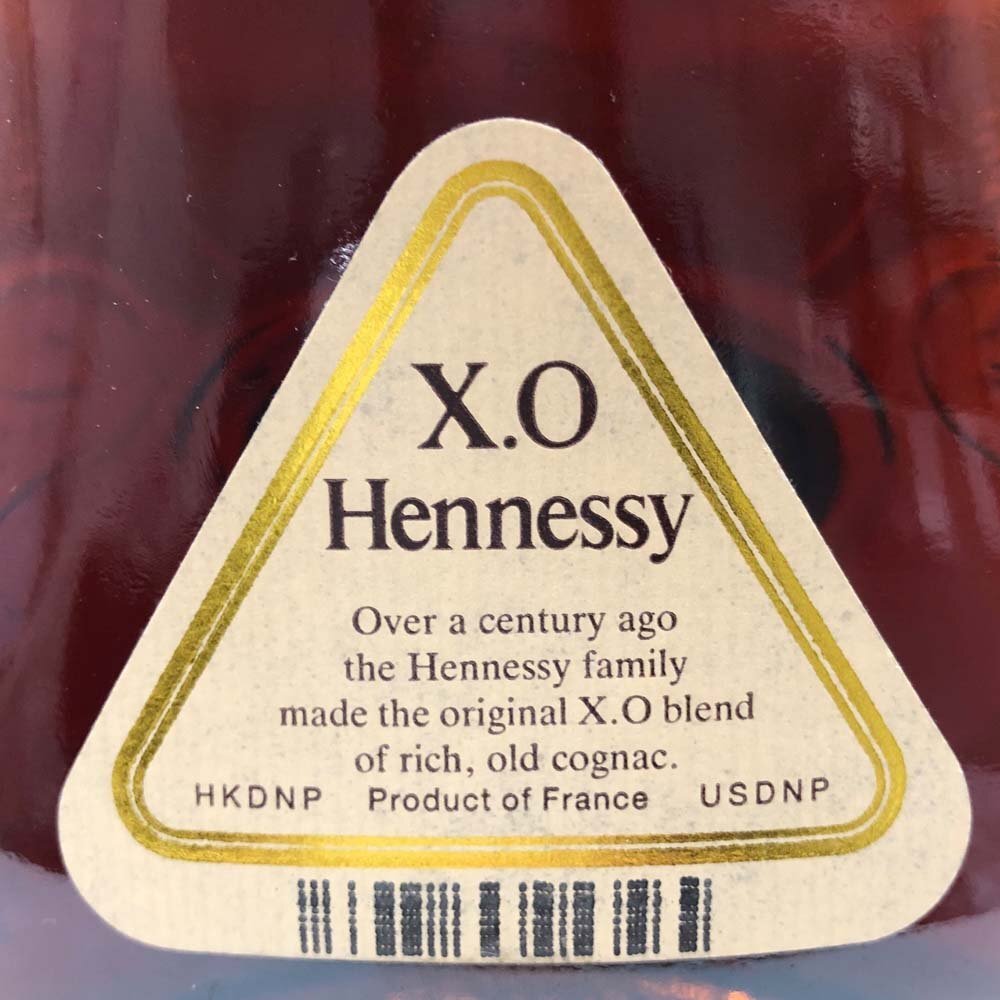 X.O
Hennessy
Over a century ago
the Hennessy family
made the original X.O blend
of rich, old cognac.
HKDNP Product of France USDNP